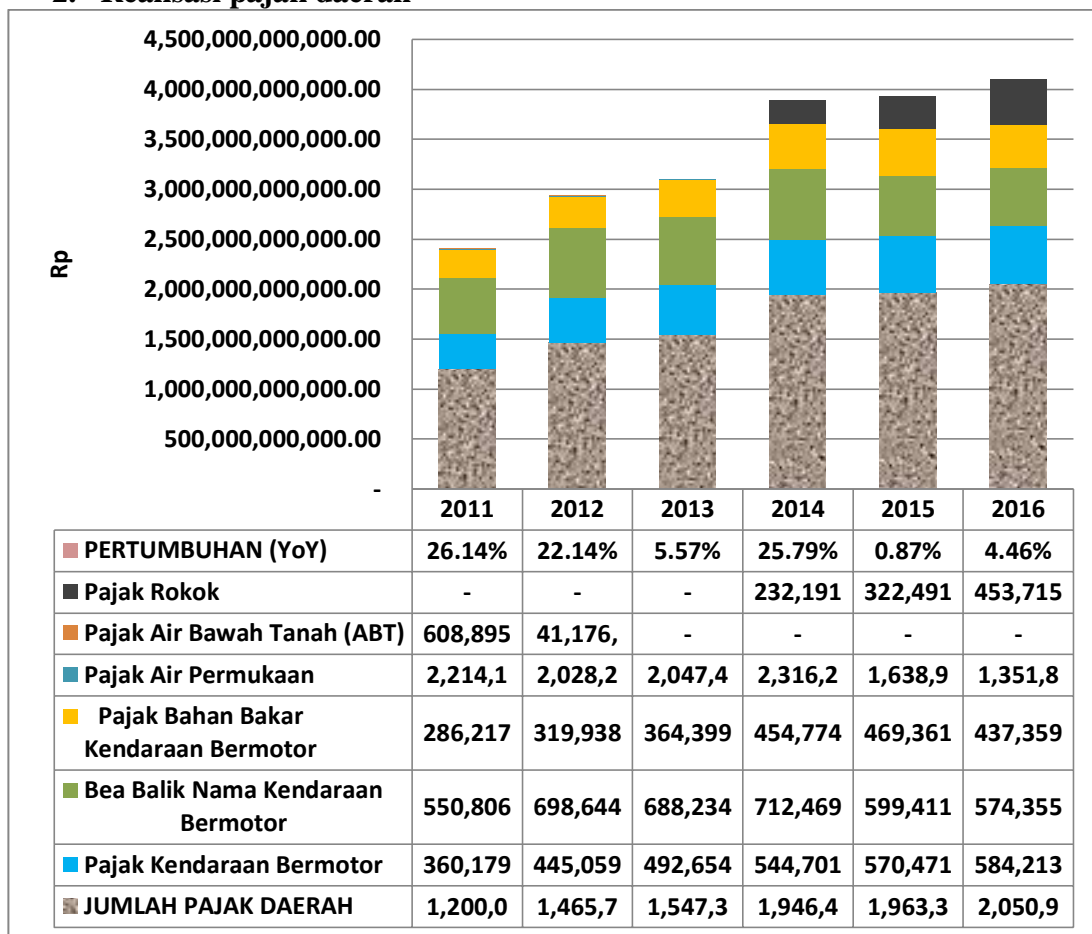 4,500,000,000,000.00
4,000,000,000,000.00
3,500,000,000,000.00
3,000,000,000,000.00
2,500,000,000,000.00
2,000,000,000,000.00
1,500,000,000,000.00
1,000,000,000,000.00
500,000,000,000.00
-
Rp
2011 2012 2013 2014 2015 2016
PERTUMBUHAN (YoY) 26.14% 22.14% 5.57% 25.79% 0.87% 4.46%
Pajak Rokok - - - 232,191 322,491 453,715
Pajak Air Bawah Tanah (ABT) 608,895 41,176, - - - -
Pajak Air Permukaan 2,214,1 2,028,2 2,047,4 2,316,2 1,638,9 1,351,8
Pajak Bahan Bakar
Kendaraan Bermotor 286,217 319,938 364,399 454,774 469,361 437,359
Bea Balik Nama Kendaraan
Bermotor 550,806 698,644 688,234 712,469 599,411 574,355
Pajak Kendaraan Bermotor 360,179 445,059 492,654 544,701 570,471 584,213
JUMLAH PAJAK DAERAH 1,200,0 1,465,7 1,547,3 1,946,4 1,963,3 2,050,9